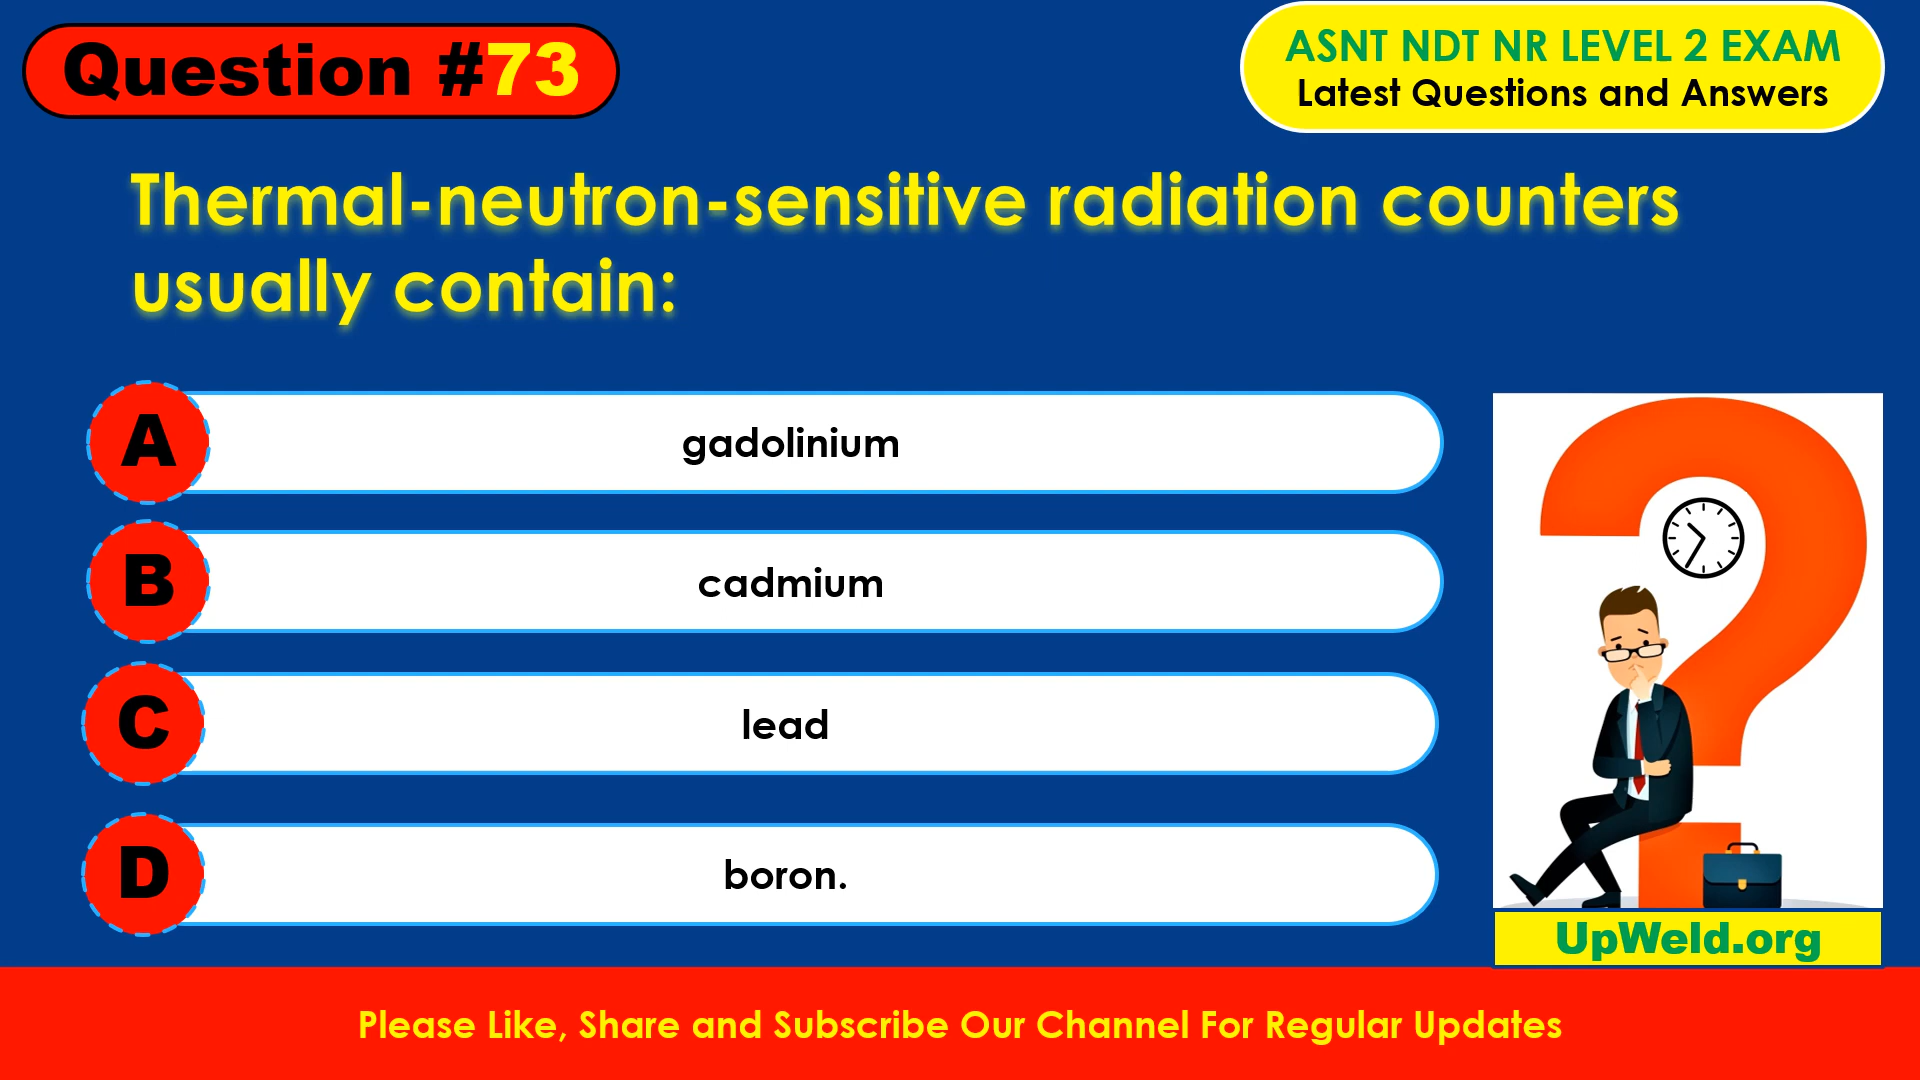 Question #73
ASNT NDT NR LEVEL 2 EXAM
Latest Questions and Answers
Thermal-neutron-sensitive radiation counters
usually contain:
A
gadolinium
B
cadmium
C
lead
D
boron.
UpWeld.org
Please Like, Share and Subscribe Our Channel For Regular Updates